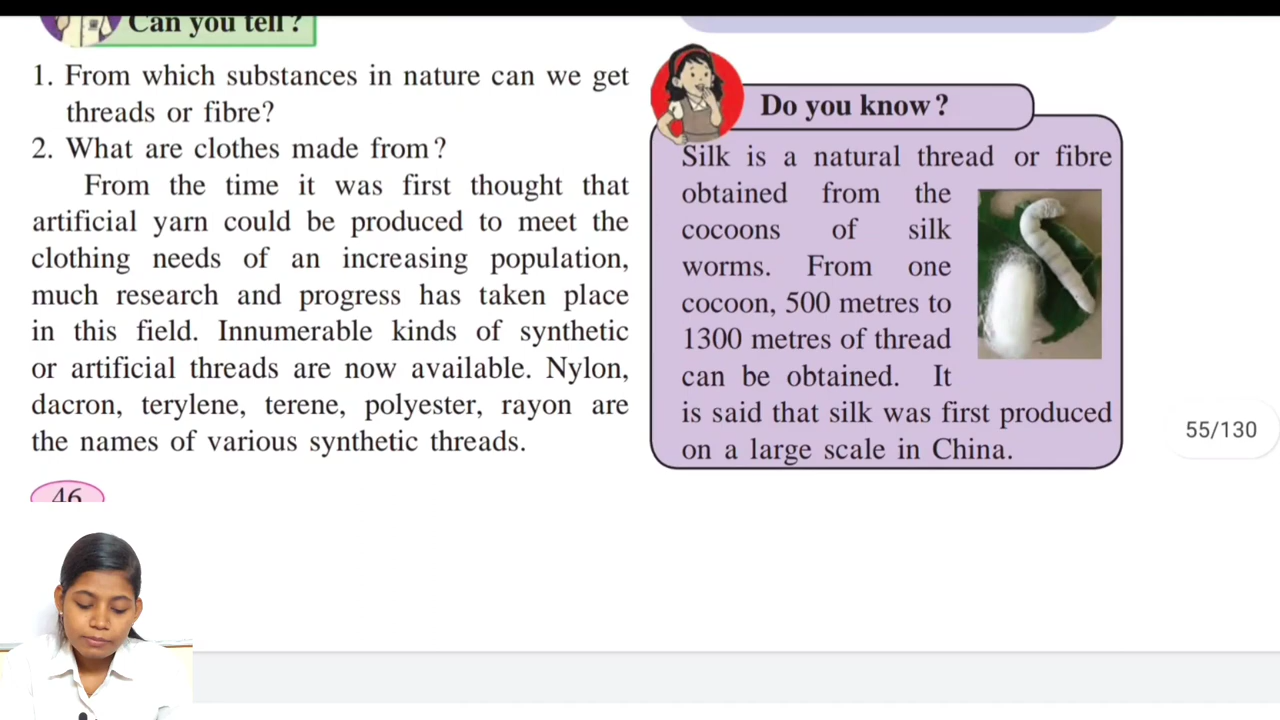 Can you tell?
1. From which substances in nature can we get
threads or fibre?
2. What are clothes made from?
From the time it was first thought that
artificial yarn could be produced to meet the
clothing needs of an increasing population,
much research and progress has taken place
in this field. Innumerable kinds of synthetic
or artificial threads are now available. Nylon,
dacron, terylene, terene, polyester, rayon are
the names of various synthetic threads.
46
Do you know?
Silk is a natural thread or fibre
obtained from the
cocoons of silk
worms. From one
cocoon, 500 metres to
1300 metres of thread
can be obtained. It
is said that silk was first produced
on a large scale in China.
55/130